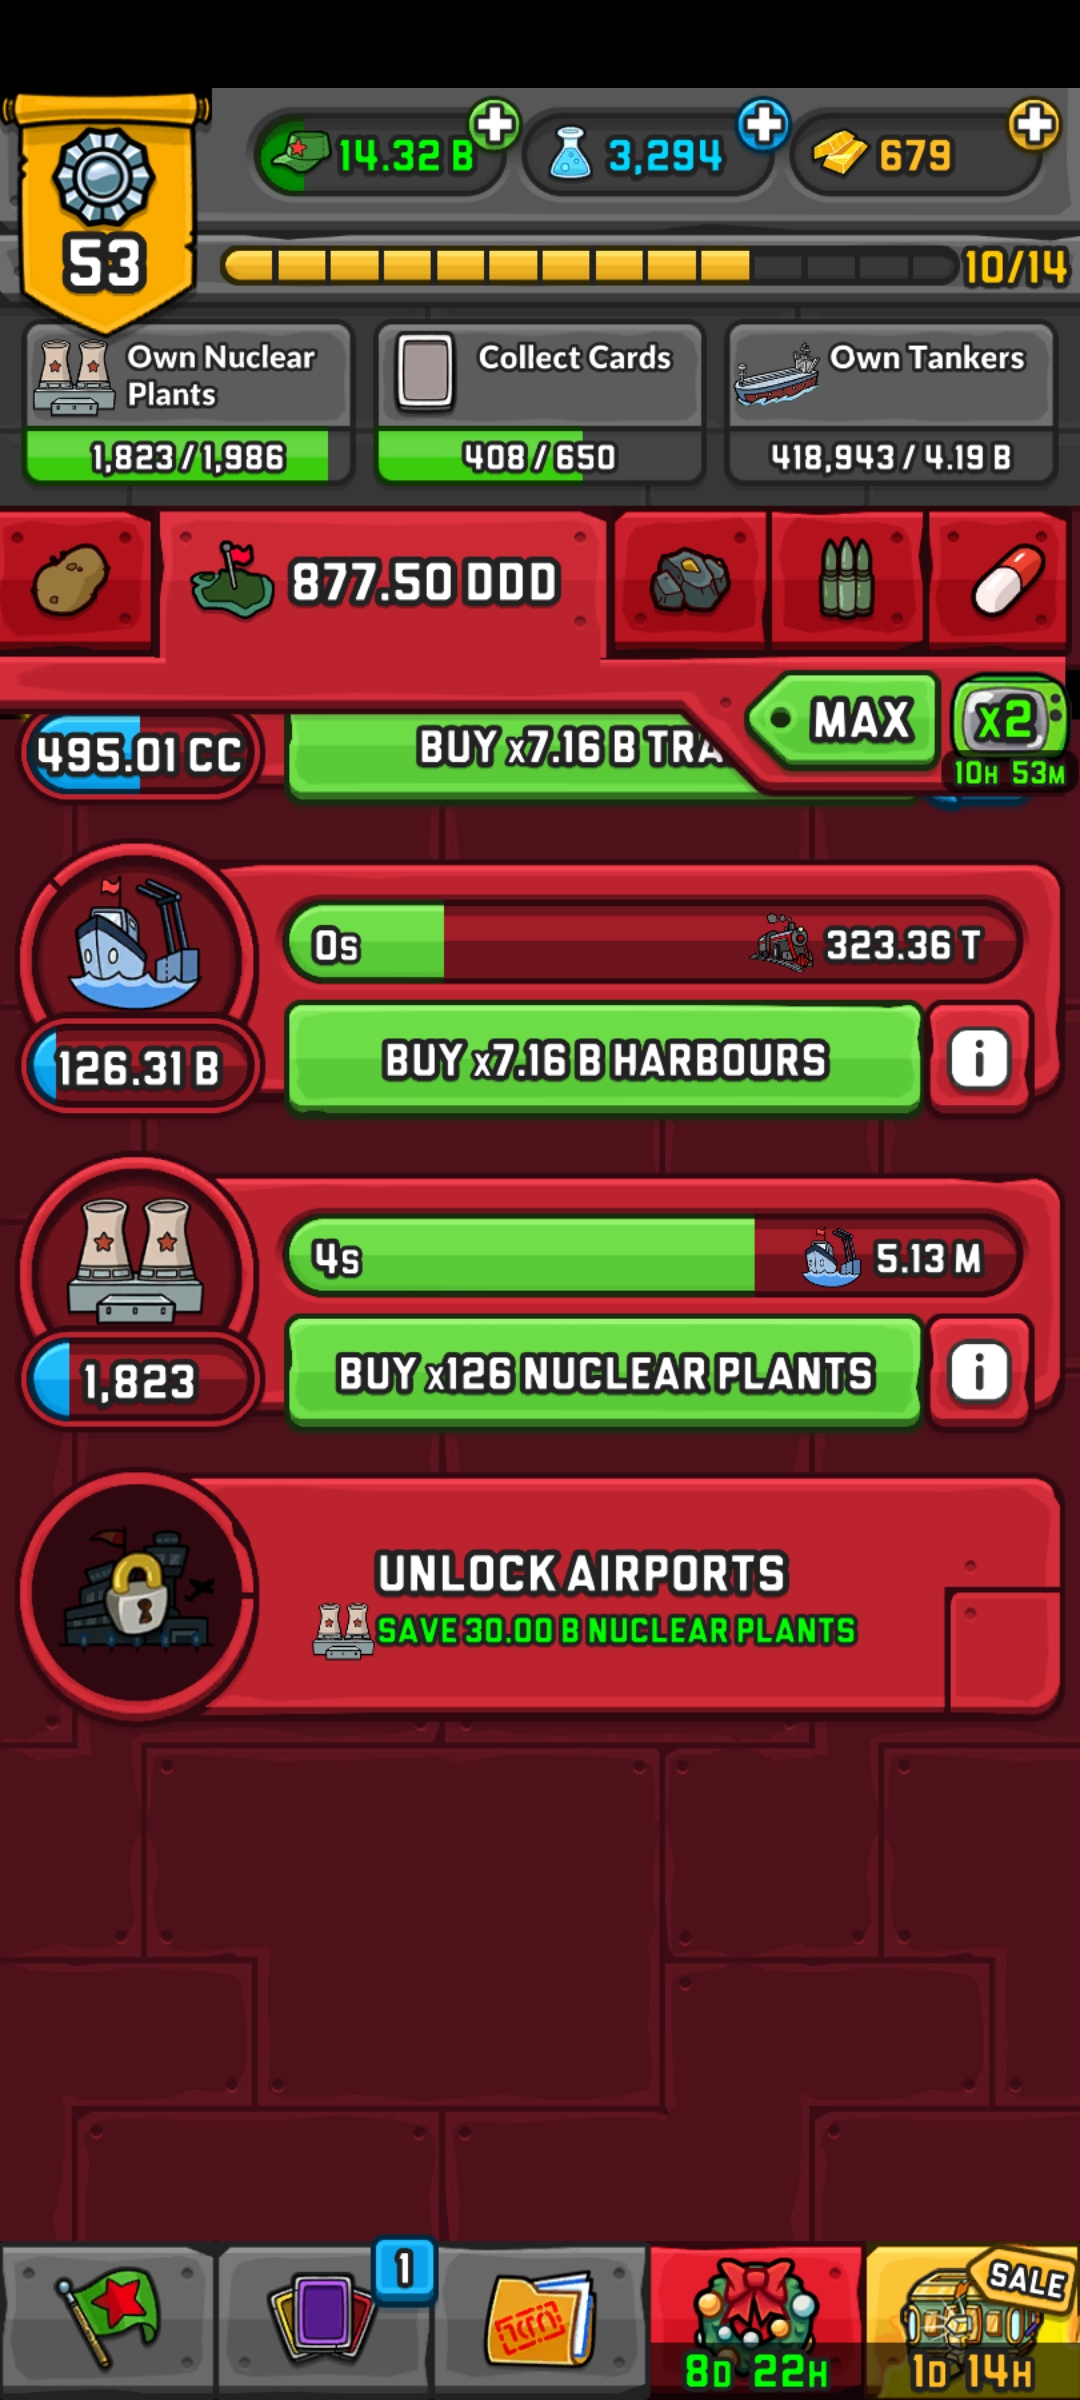 14.32 B
3,294
679
53
10/14
Own Nuclear
Plants
1,823/1,986
Collect Cards
408/650
Own Tankers
418,943/4.19 B
877.50 DDD
MAX
x2
10H 53M
495.01 CC
BUY x7.16 B TRA
0s
323.36 T
126.31 B
BUY x7.16 B HARBOURS
i
4s
5.13 M
1,823
BUY x126 NUCLEAR PLANTS
i
UNLOCK AIRPORTS
SAVE 30.00 B NUCLEAR PLANTS
1
SALE
8D 22H
1D 14H